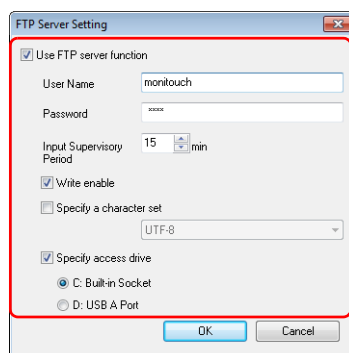 FTP Server Setting
Use FTP server function
User Name monitouch
Password ××××
Input Supervisory Period 15 min
Write enable
Specify a character set
UTF-8
Specify access drive
C: Built-in Socket
D: USB A Port
OK Cancel